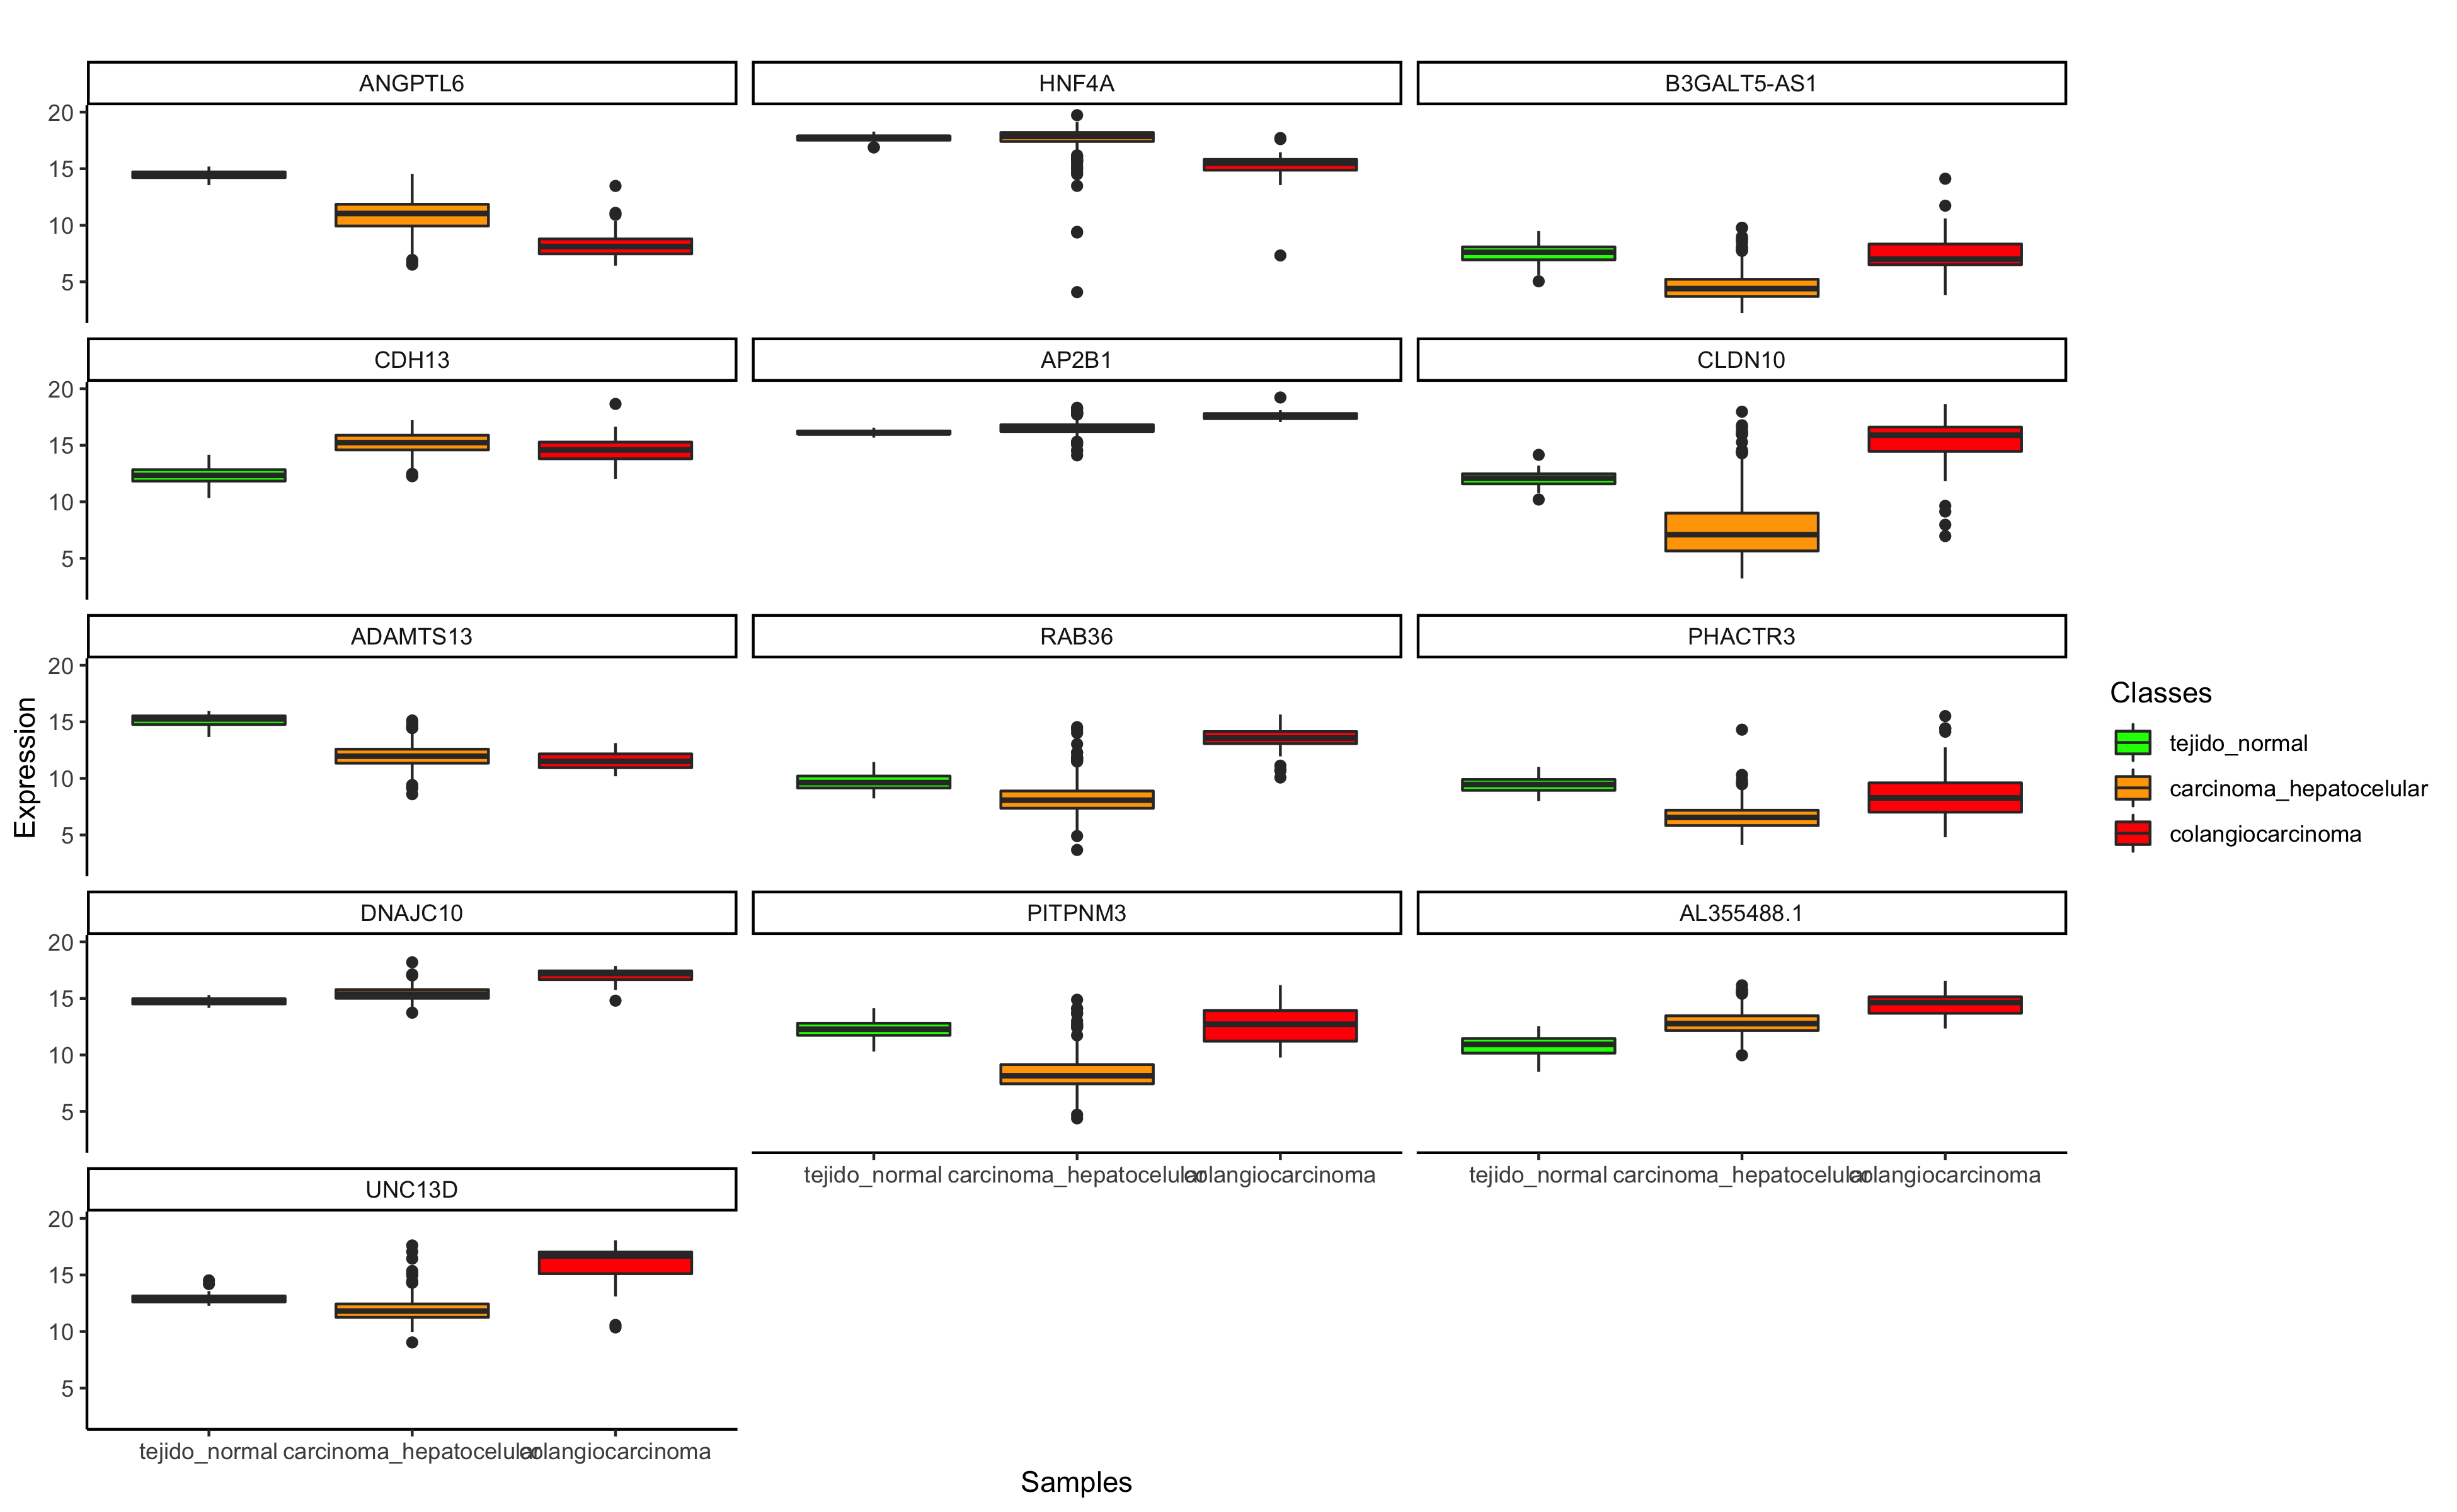 ANGPTL6
HNF4A
B3GALT5-AS1
20
15
10
5
CDH13
AP2B1
CLDN10
20
15
10
5
ADAMTS13
RAB36
PHACTR3
20
15
10
5
Expression
Classes
tejido_normal
carcinoma_hepatocelular
colangiocarcinoma
DNAJC10
PITPNM3
AL355488.1
20
15
10
5
tejido_normal carcinoma_hepatocelular colangiocarcinoma
tejido_normal carcinoma_hepatocelular colangiocarcinoma
UNC13D
20
15
10
5
tejido_normal carcinoma_hepatocelular colangiocarcinoma
Samples